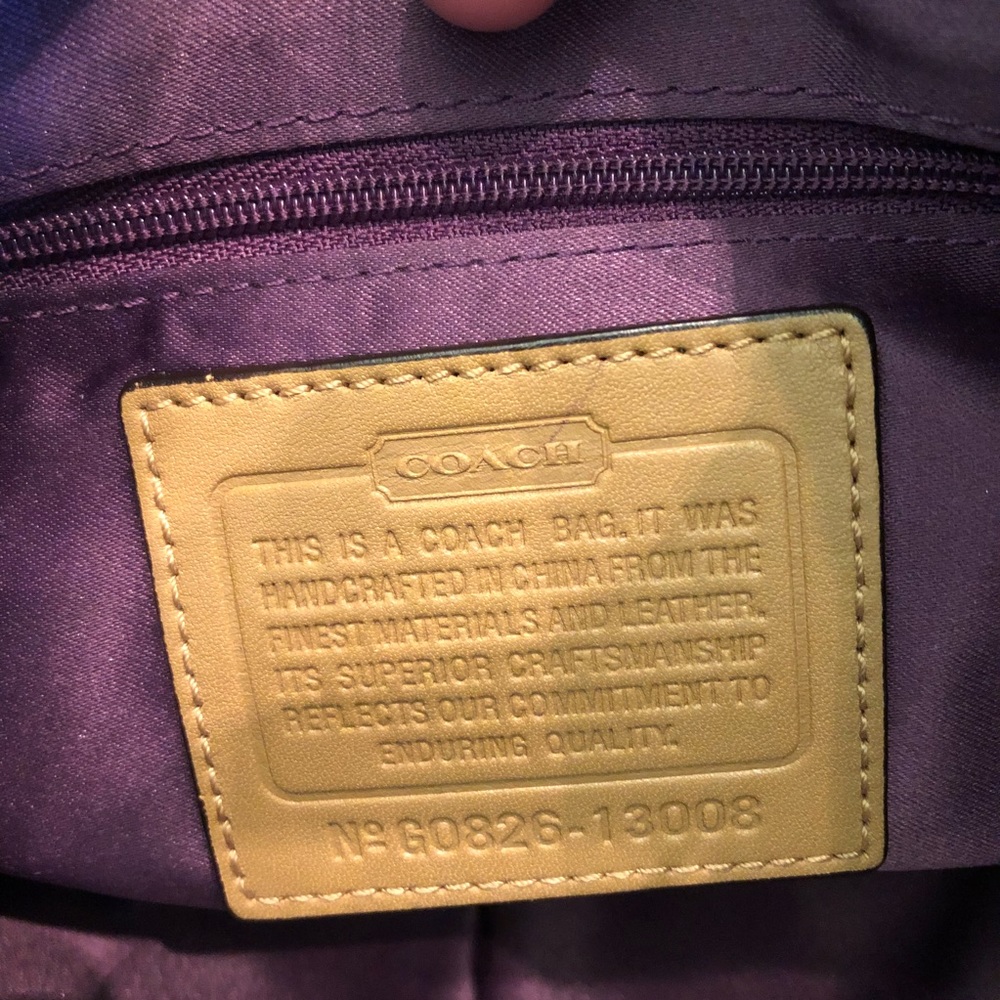 COACH
THIS IS A COACH BAG. IT WAS
HANDCRAFTED IN CHINA FROM THE
FINEST MATERIALS AND LEATHER.
ITS SUPERIOR CRAFTSMANSHIP
REFLECTS OUR COMMITMENT TO
ENDURING QUALITY.
Nº G0826-13008